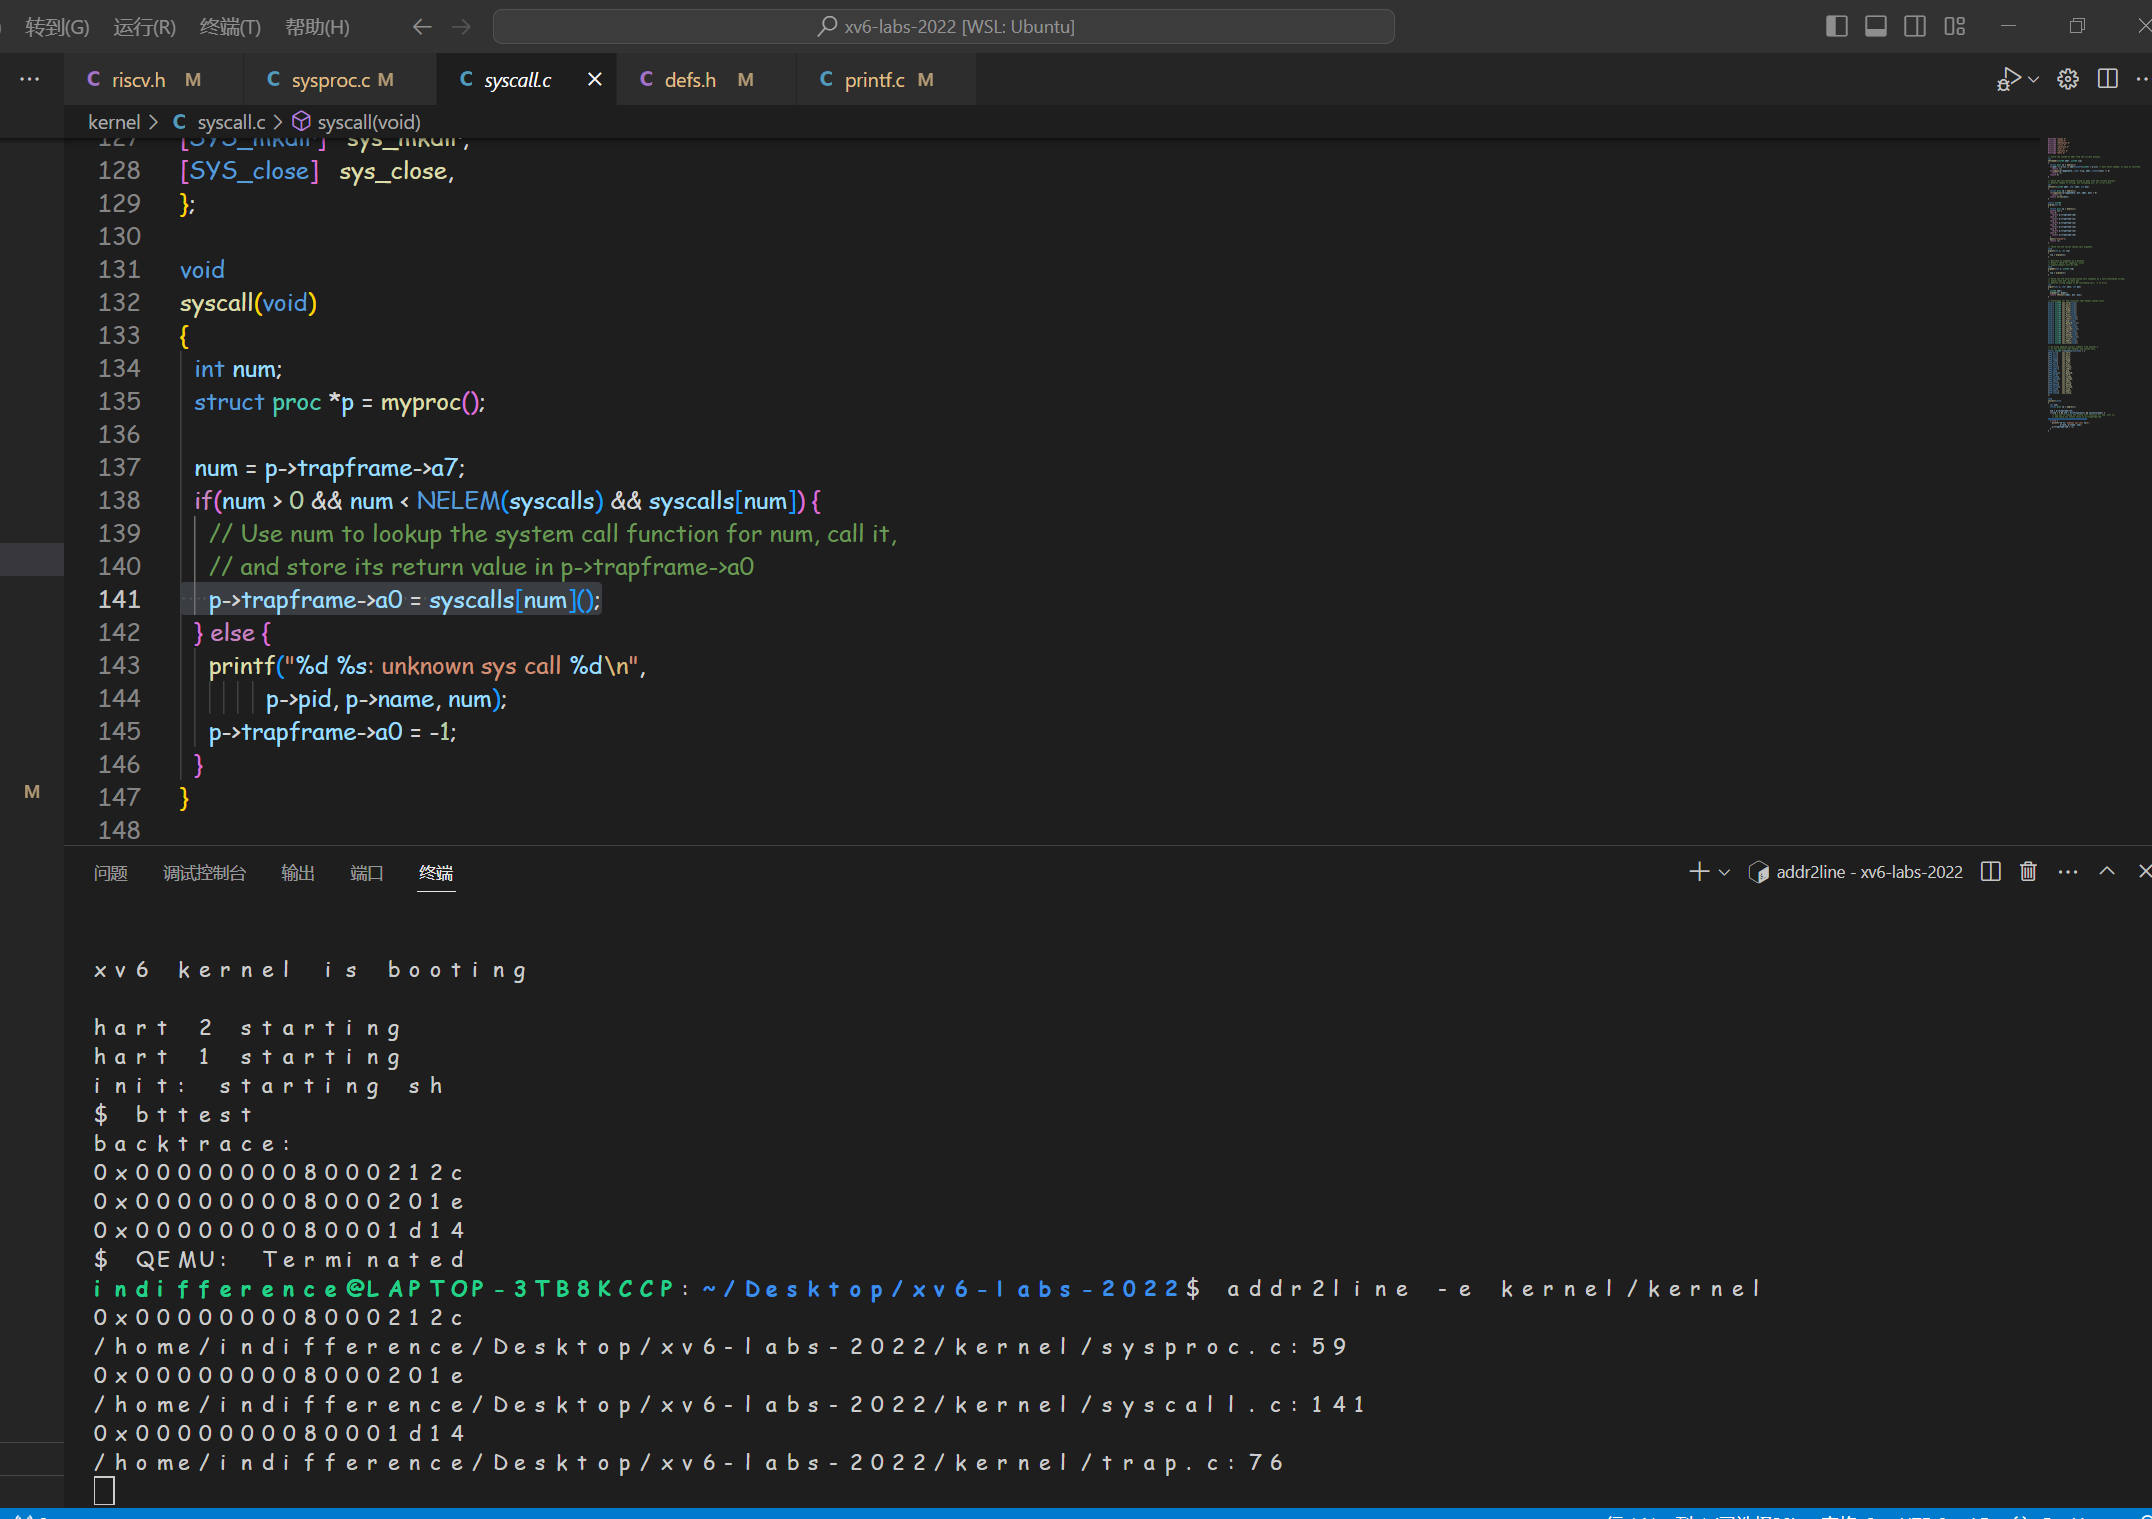 转到(G) 运行(R) 终端(T) 帮助(H) xv6-labs-2022 [WSL: Ubuntu]
C riscv.h M C sysproc.c M C syscall.c C defs.h M C printf.c M
kernel > C syscall.c > syscall(void)
127 [SYS_mkdir] sys_mkdir,
128 [SYS_close] sys_close,
129 };
130
131 void
132 syscall(void)
133 {
134 int num;
135 struct proc *p = myproc();
136
137 num = p->trapframe->a7;
138 if(num > 0 && num < NELEM(syscalls) && syscalls[num]) {
139 // Use num to lookup the system call function for num, call it,
140 // and store its return value in p->trapframe->a0
141 p->trapframe->a0 = syscalls[num]();
142 } else {
143 printf("%d %s: unknown sys call %d\n",
144 p->pid, p->name, num);
145 p->trapframe->a0 = -1;
146 }
M
147 }
148
问题 调试控制台 输出 端口 终端 addr2line - xv6-labs-2022
xv6 kernel is booting
hart 2 starting
hart 1 starting
init: starting sh
$ bttest
backtrace:
0x000000008000212c
0x000000008000201e
0x0000000080001d14
$ QEMU: Terminated
indifference@LAPTOP-3TB8KCCP:~/Desktop/xv6-labs-2022$ addr2line -e kernel/kernel
0x000000008000212c
/home/indifference/Desktop/xv6-labs-2022/kernel/sysproc.c:59
0x000000008000201e
/home/indifference/Desktop/xv6-labs-2022/kernel/syscall.c:141
0x0000000080001d14
/home/indifference/Desktop/xv6-labs-2022/kernel/trap.c:76